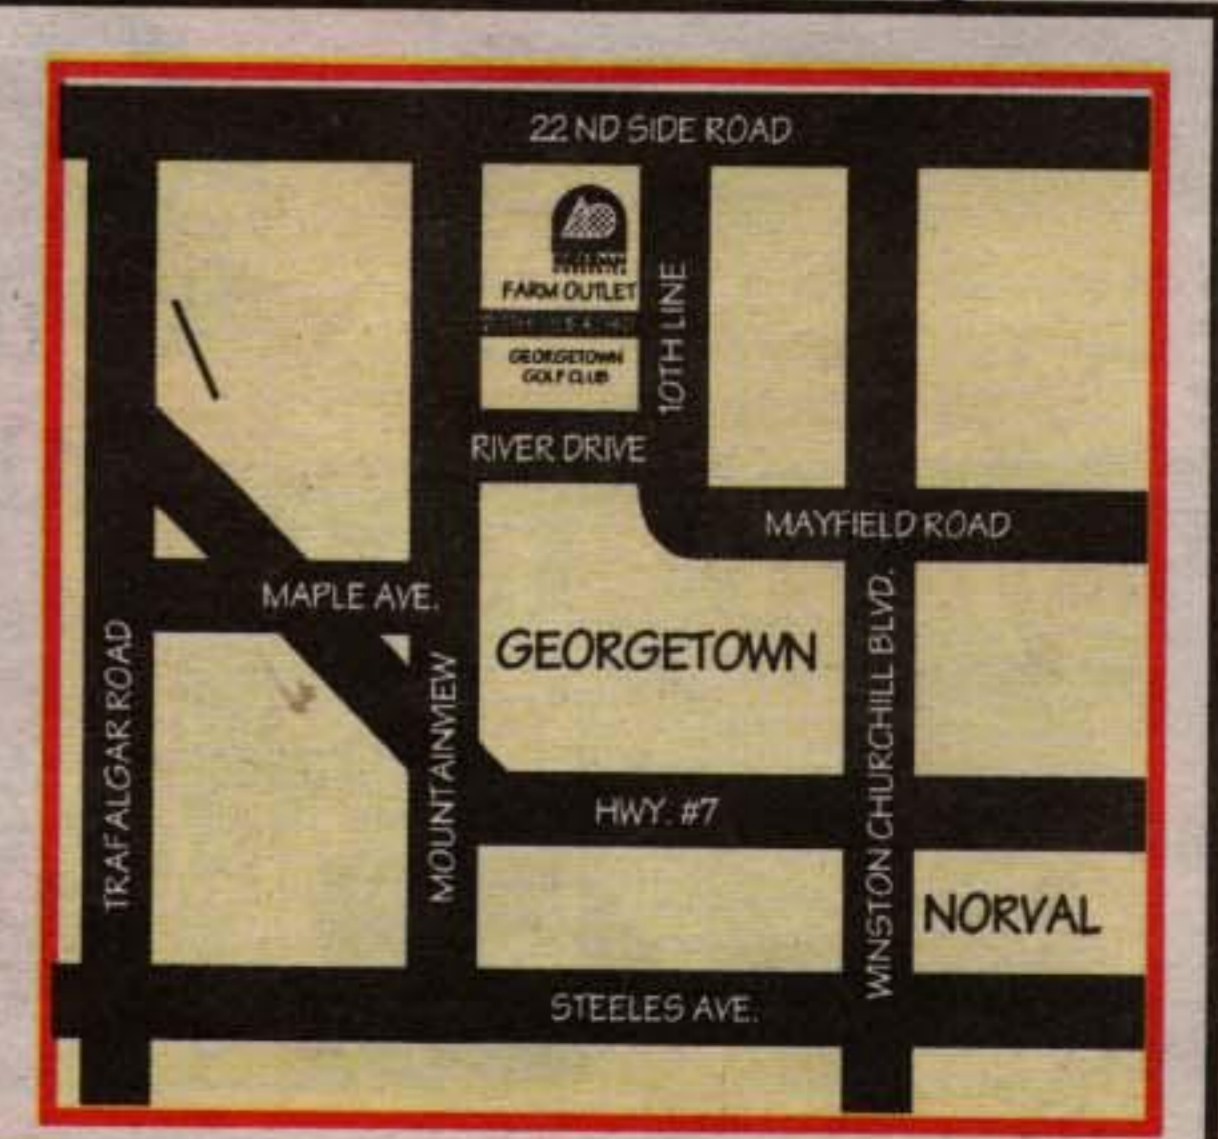 22 ND SIDE ROAD
FARM OUTLET
GEORGETOWN
GOLF CLUB
10TH LINE
RIVER DRIVE
MAYFIELD ROAD
MAPLE AVE.
GEORGETOWN
TRAFALGAR ROAD
MOUNTAINVIEW
WINSTON CHURCHILL BLVD.
HWY. #7
NORVAL
STEELES AVE.